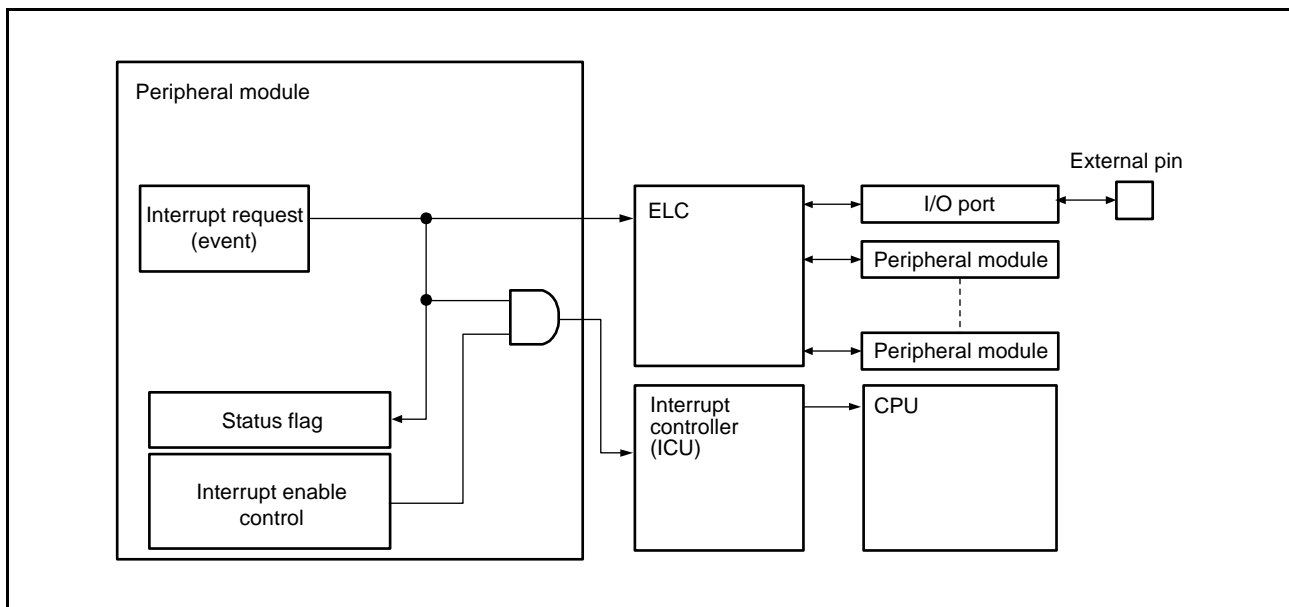 Peripheral module
Interrupt request
(event)
Status flag
Interrupt enable
control
ELC
Interrupt
controller
(ICU)
I/O port
External pin
Peripheral module
Peripheral module
CPU